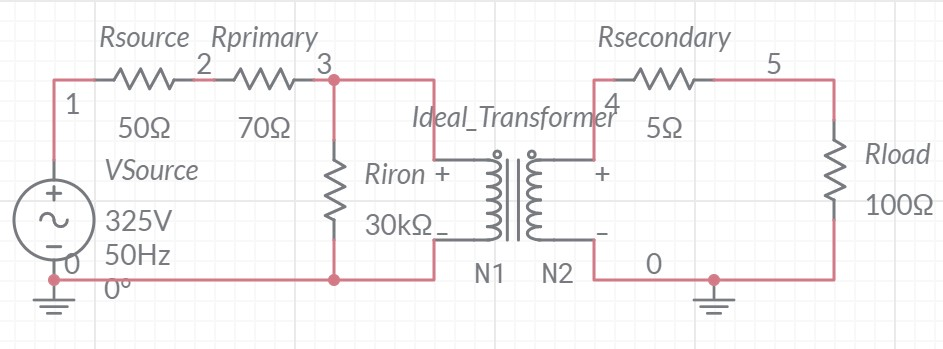 Rsource
Rprimary
Rsecondary
2
3
5
1
4
Ideal_Transformer
50Ω
70Ω
5Ω
VSource
Rload
Riron
+
+
+
325V
30kΩ
100Ω
–
–
–
50Hz
0
0
0°
N1
N2